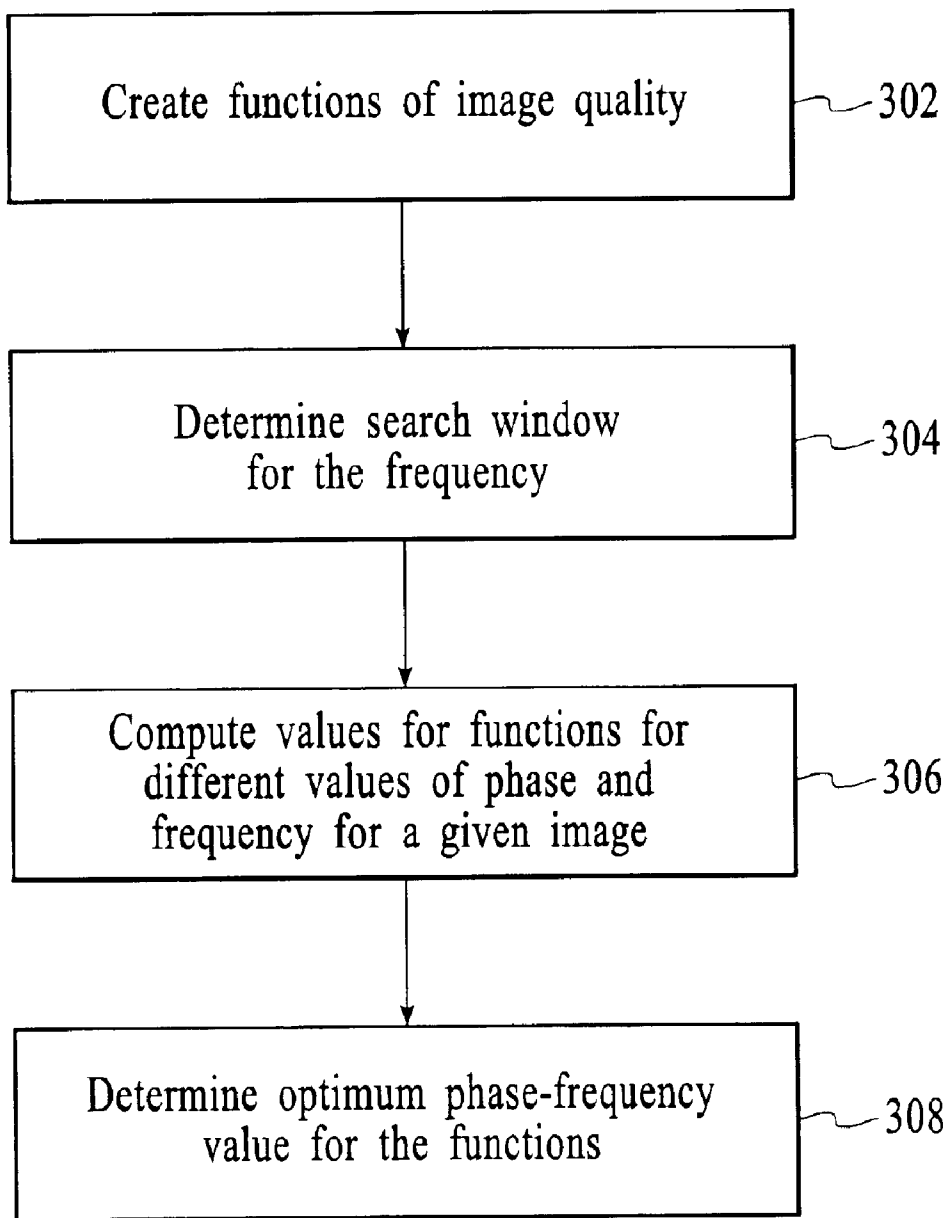 Create functions of image quality
302
Determine search window
for the frequency
304
Compute values for functions for
different values of phase and
frequency for a given image
306
Determine optimum phase-frequency
value for the functions
308